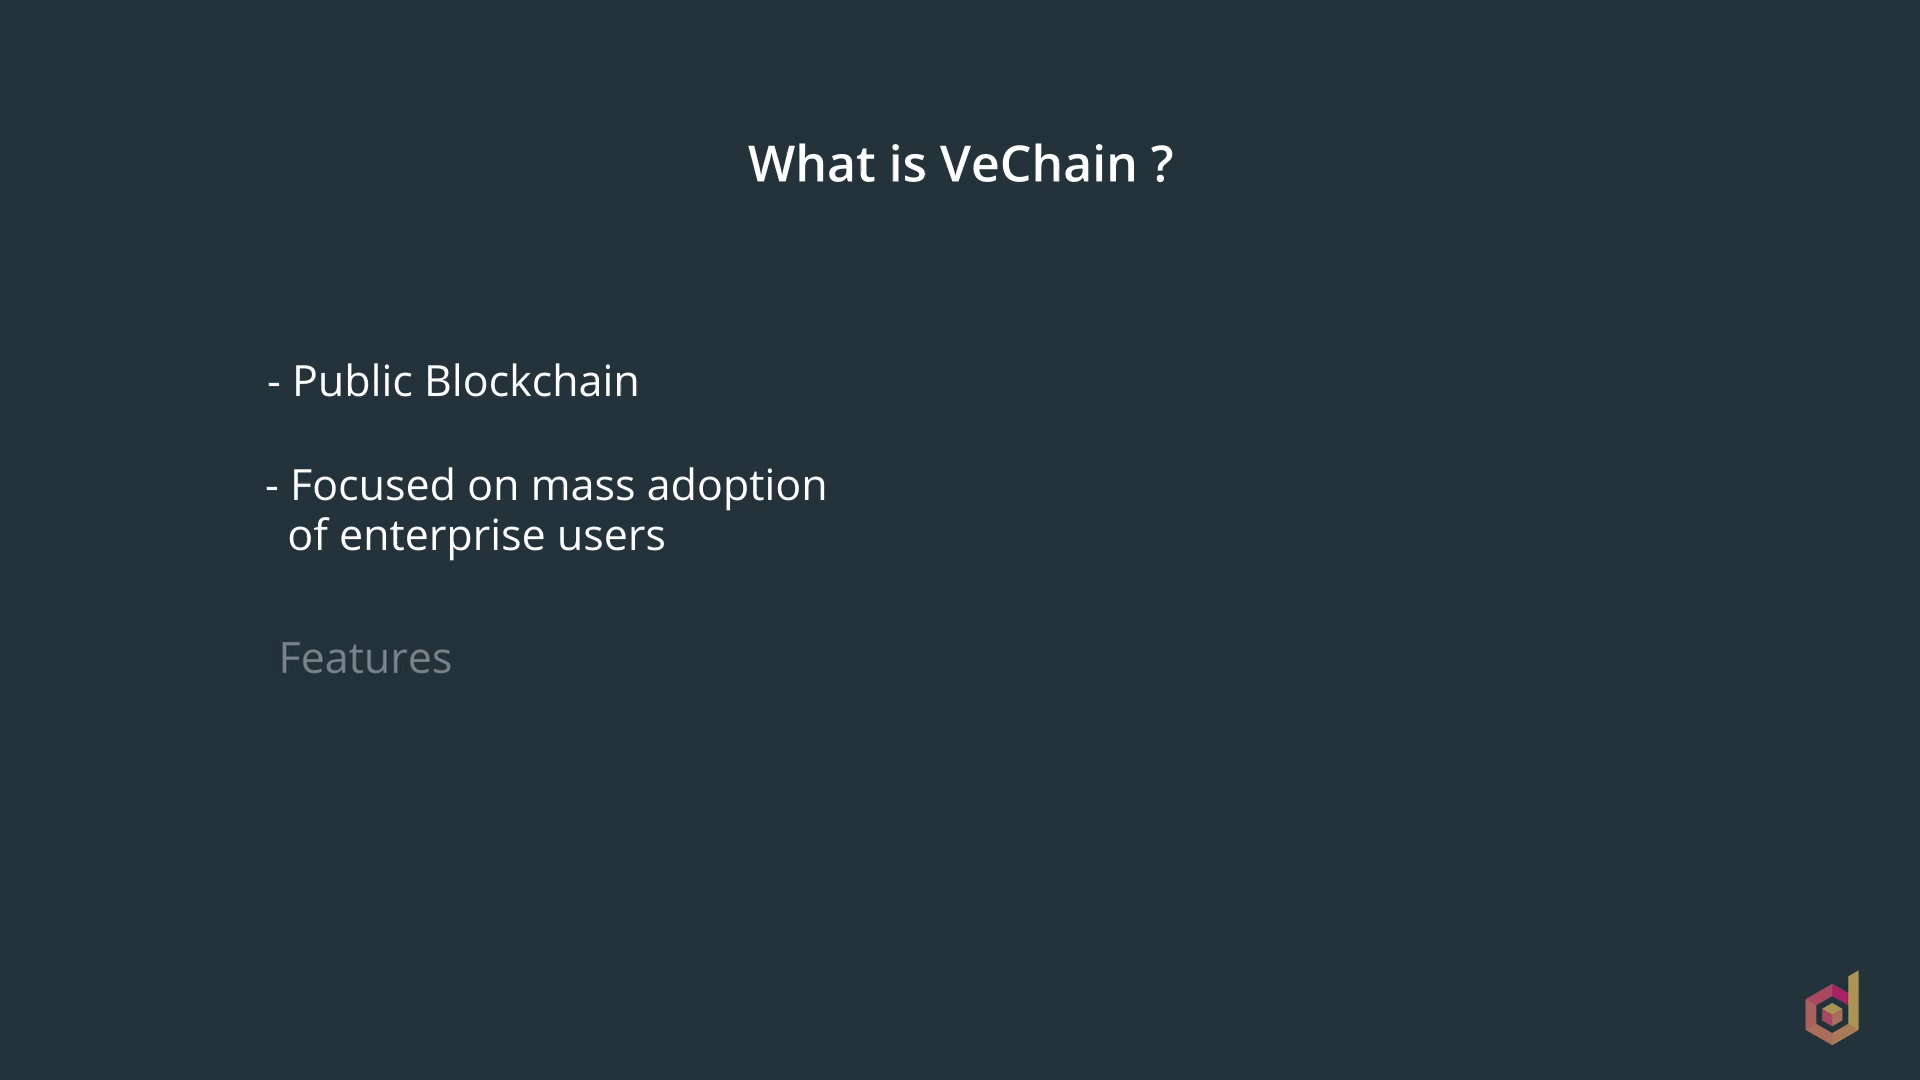 What is VeChain ?
- Public Blockchain
- Focused on mass adoption
of enterprise users
Features